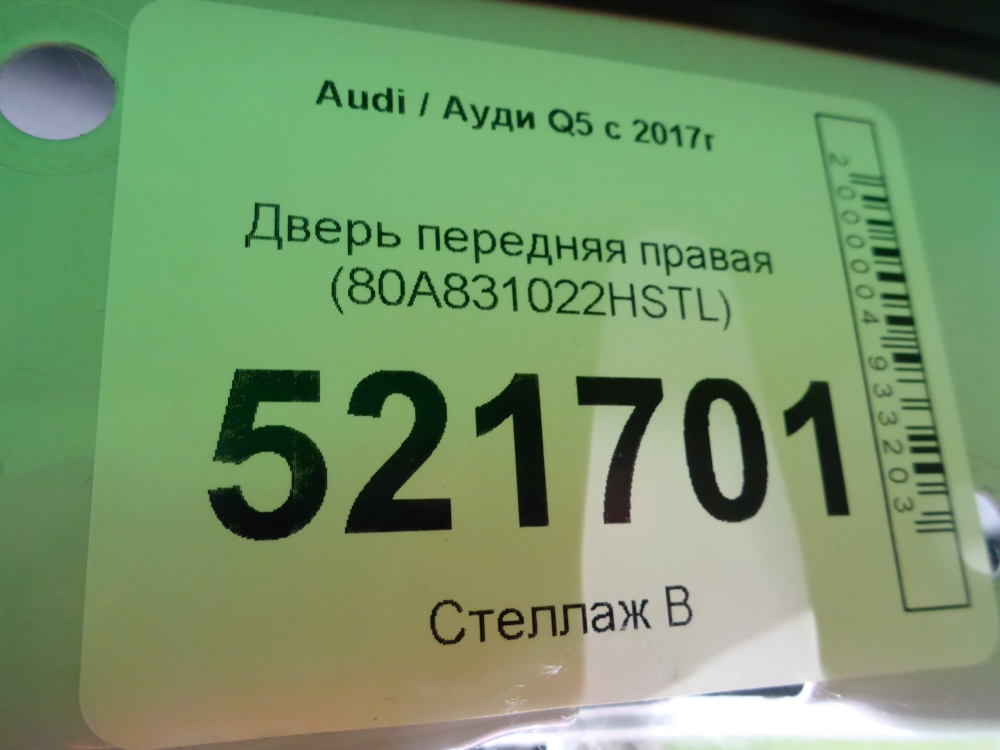 Audi / Ауди Q5 с 2017г
Дверь передняя правая
(80A831022HSTL)
521701
Стеллаж В
2000004933203